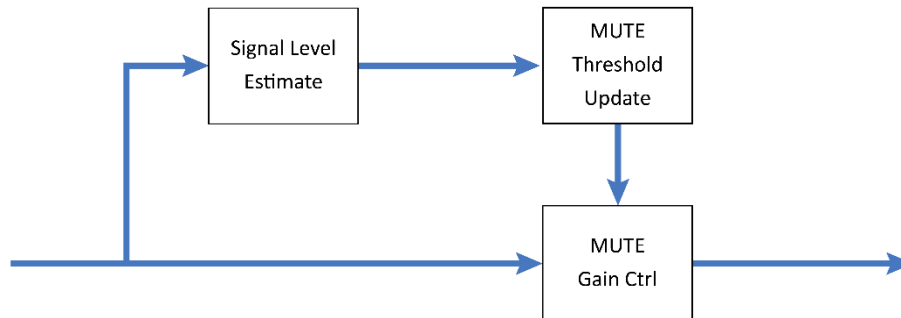 Signal Level
Estimate
MUTE
Threshold
Update
MUTE
Gain Ctrl